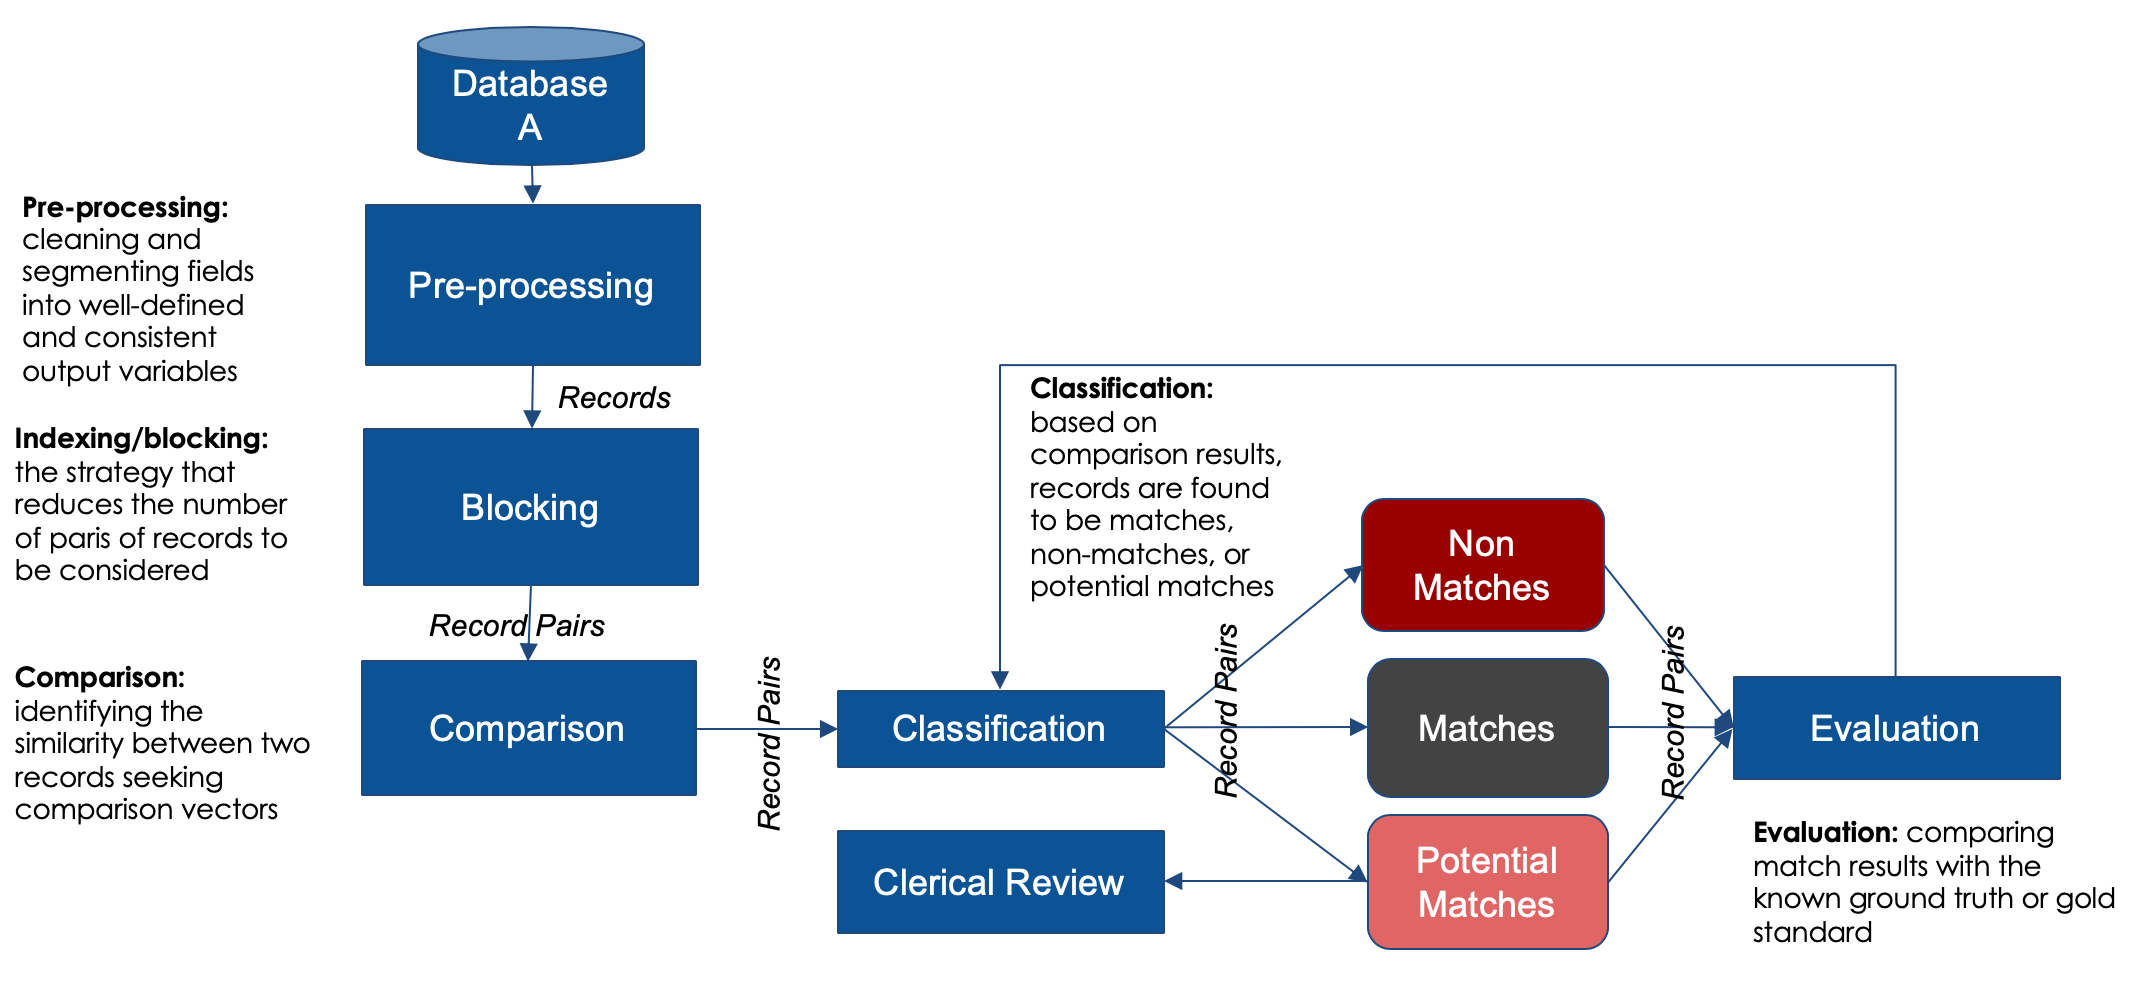 Database
A
Pre-processing:
cleaning and
segmenting fields
into well-defined
and consistent
output variables
Pre-processing
Records
Indexing/blocking:
the strategy that
reduces the number
of paris of records to
be considered
Blocking
Record Pairs
Comparison:
identifying the
similarity between two
records seeking
comparison vectors
Comparison
Record Pairs
Classification:
based on
comparison results,
records are found
to be matches,
non-matches, or
potential matches
Classification
Clerical Review
Record Pairs
Non
Matches
Matches
Potential
Matches
Record Pairs
Evaluation
Evaluation: comparing
match results with the
known ground truth or gold
standard